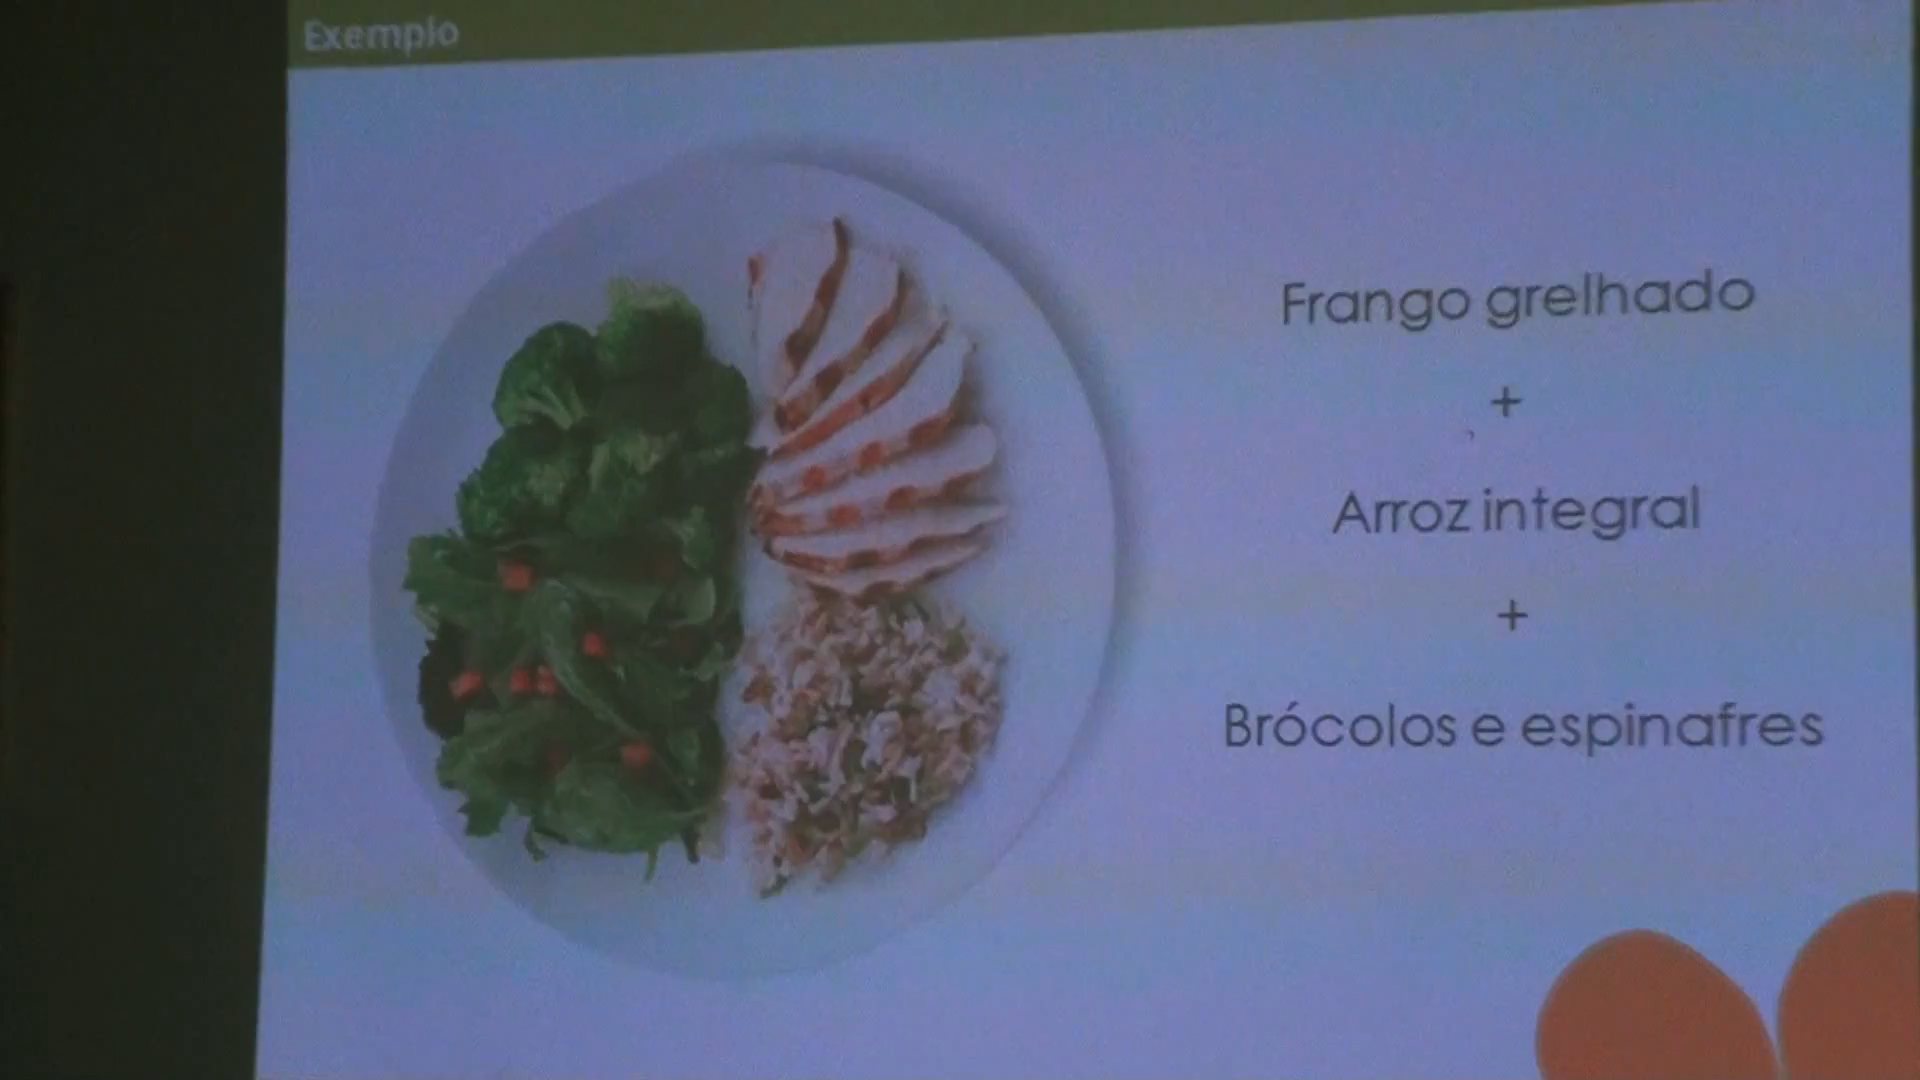 Exemplo
Frango grelhado
+
Arroz integral
+
Brócolos e espinafres